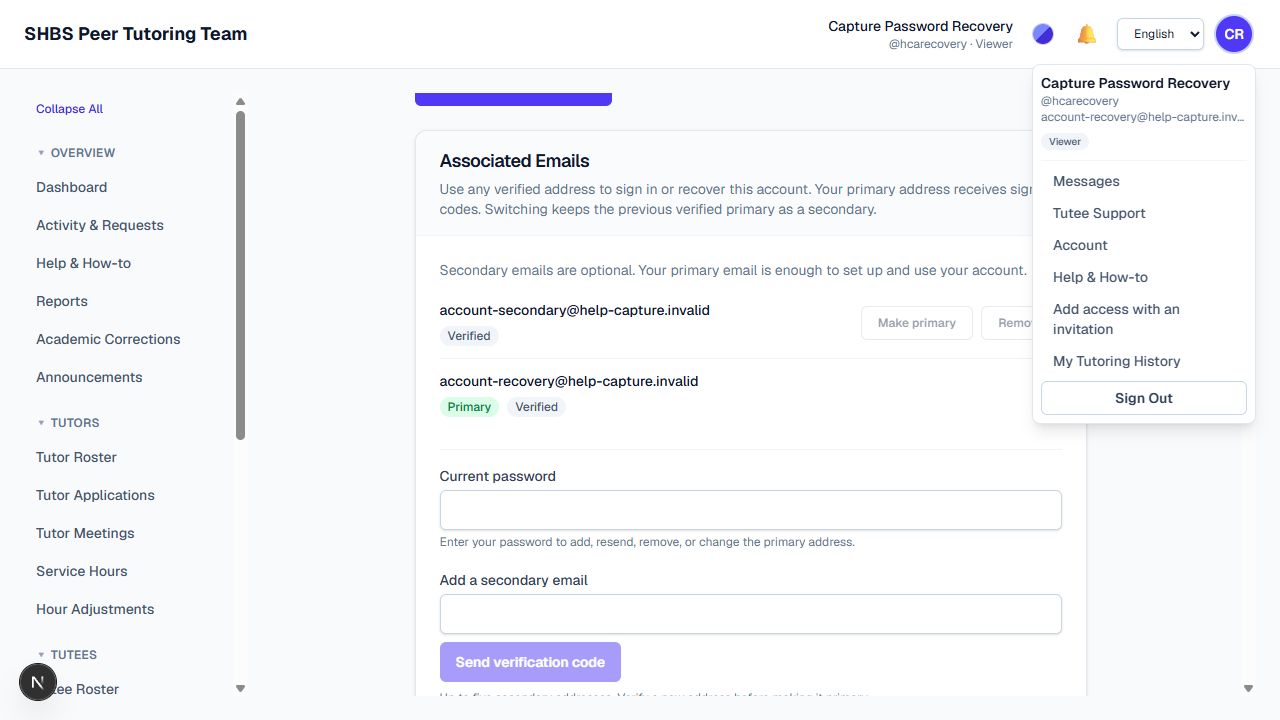 SHBS Peer Tutoring Team
Capture Password Recovery
@hcarecovery · Viewer
English
CR
Capture Password Recovery
@hcarecovery
account-recovery@help-capture.inv…
Viewer
Messages
Tutee Support
Account
Help & How-to
Add access with an
invitation
My Tutoring History
Sign Out
Collapse All
OVERVIEW
Dashboard
Activity & Requests
Help & How-to
Reports
Academic Corrections
Announcements
TUTORS
Tutor Roster
Tutor Applications
Tutor Meetings
Service Hours
Hour Adjustments
TUTEES
Roster
N
Associated Emails
Use any verified address to sign in or recover this account. Your primary address receives
codes. Switching keeps the previous verified primary as a secondary.
Secondary emails are optional. Your primary email is enough to set up and use your account.
account-secondary@help-capture.invalid
Verified
Make primary
account-recovery@help-capture.invalid
Primary
Verified
Current password
Enter your password to add, resend, remove, or change the primary address.
Add a secondary email
Send verification code